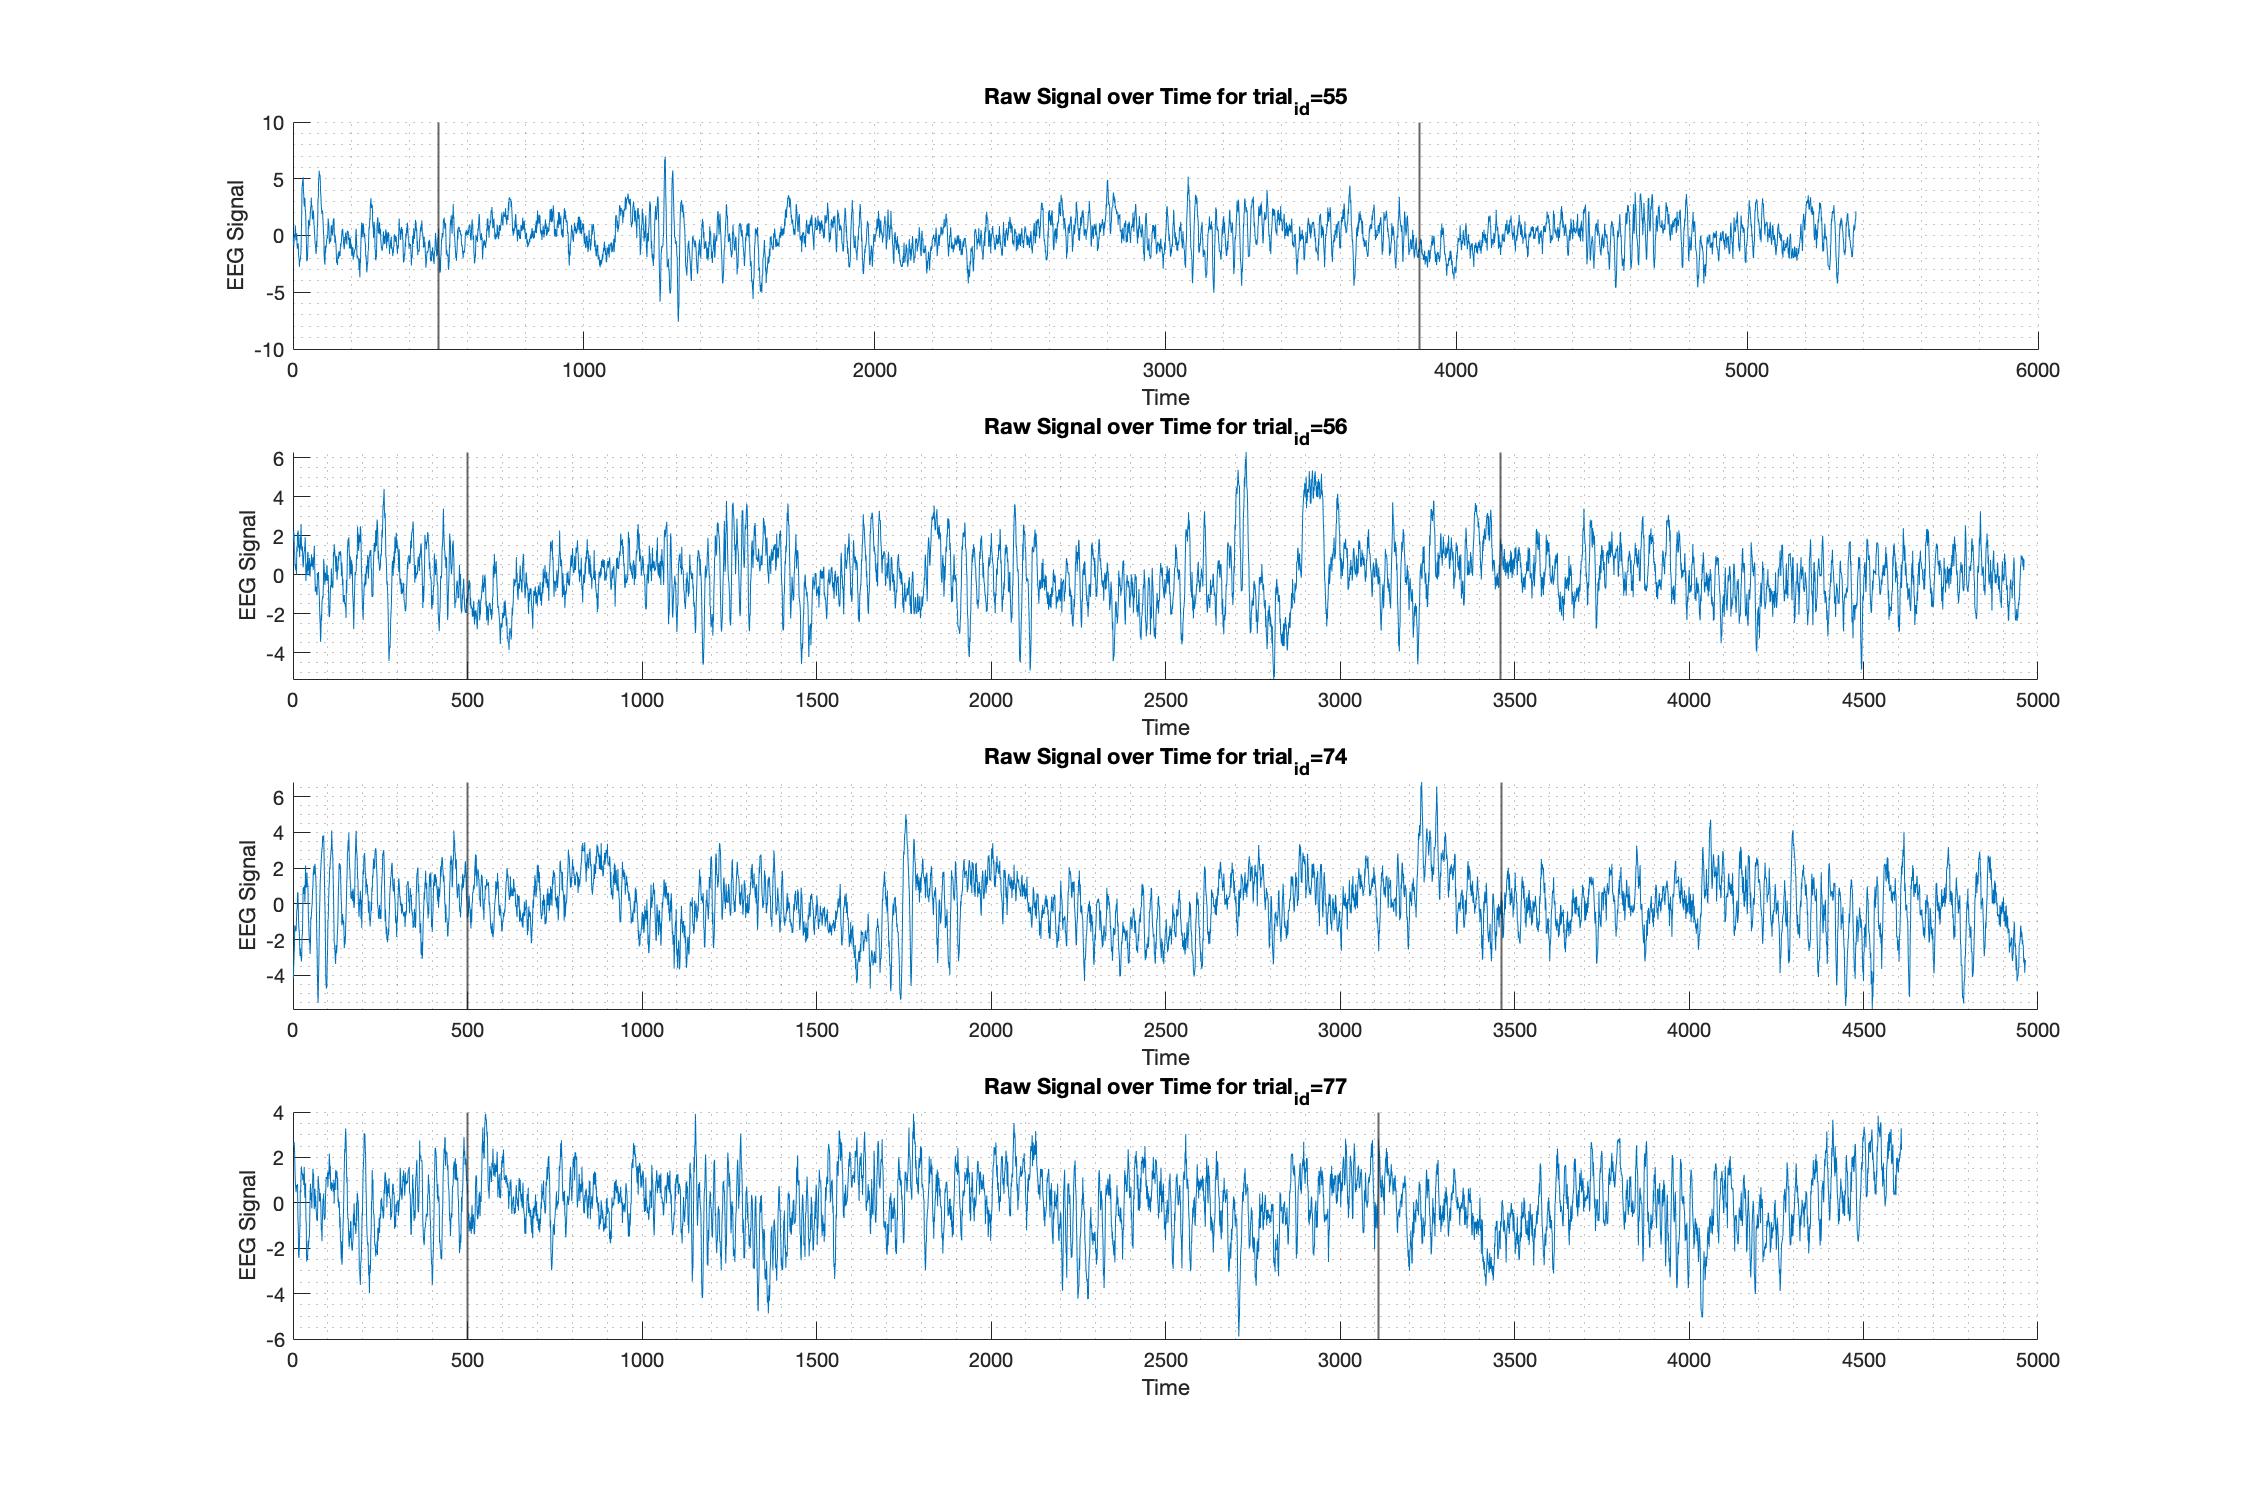 Raw Signal over Time for trial_id=55
10
5
0
-5
-10
EEG Signal
0 1000 2000 3000 4000 5000 6000
Time
Raw Signal over Time for trial_id=56
6
4
2
0
-2
-4
EEG Signal
0 500 1000 1500 2000 2500 3000 3500 4000 4500 5000
Time
Raw Signal over Time for trial_id=74
6
4
2
0
-2
-4
EEG Signal
0 500 1000 1500 2000 2500 3000 3500 4000 4500 5000
Time
Raw Signal over Time for trial_id=77
4
2
0
-2
-4
-6
EEG Signal
0 500 1000 1500 2000 2500 3000 3500 4000 4500 5000
Time